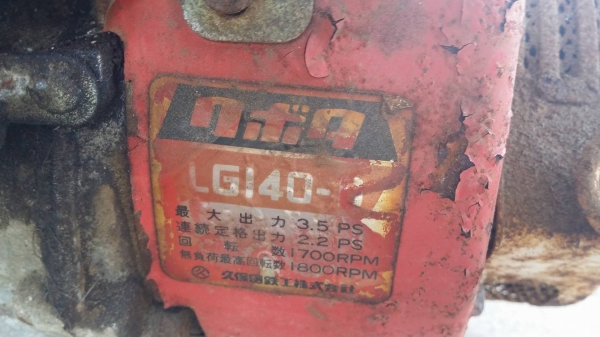 クボタ
LG140-
最大出力 3.5 PS
連続定格出力 2.2 PS
回転数 1700RPM
無負荷最高回転数 1800RPM
久保田鉄工株式会社